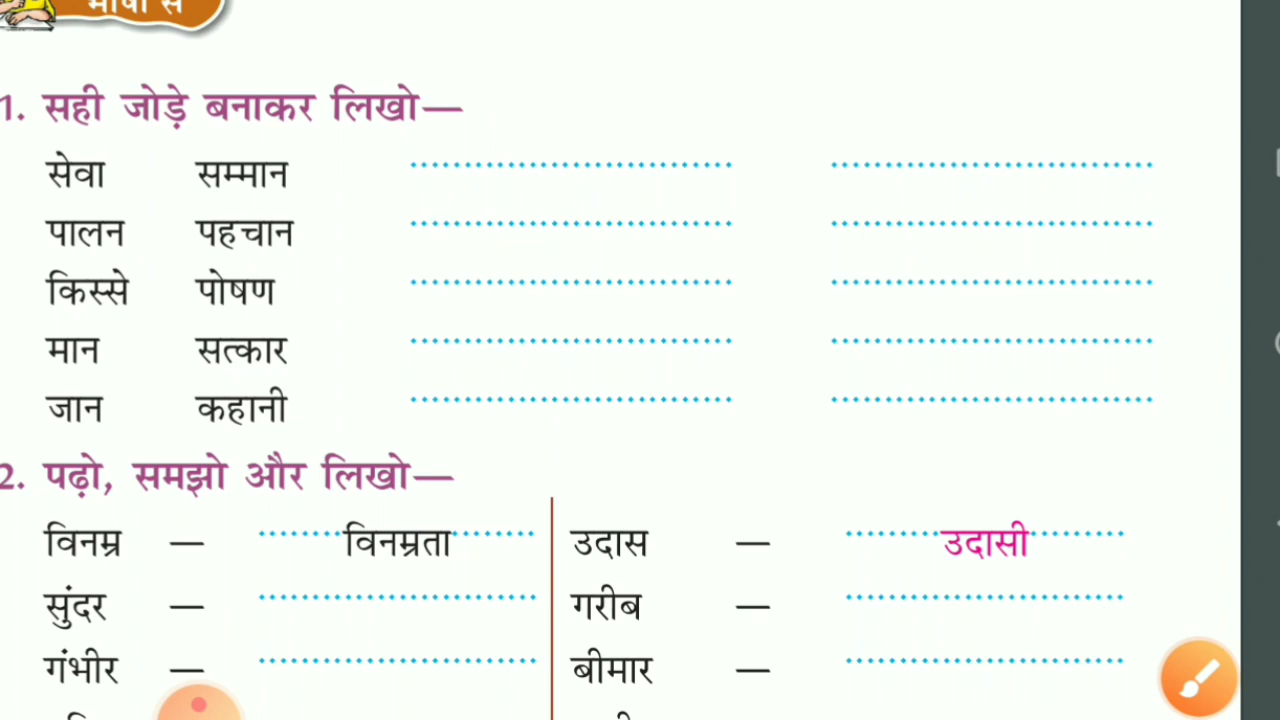 भाषा से
1. सही जोड़े बनाकर लिखो—
सेवा सम्मान
पालन पहचान
किस्से पोषण
मान सत्कार
जान कहानी
2. पढ़ो, समझो और लिखो—
विनम्र — विनम्रता उदास — उदासी
सुंदर — गरीब —
गंभीर — बीमार —